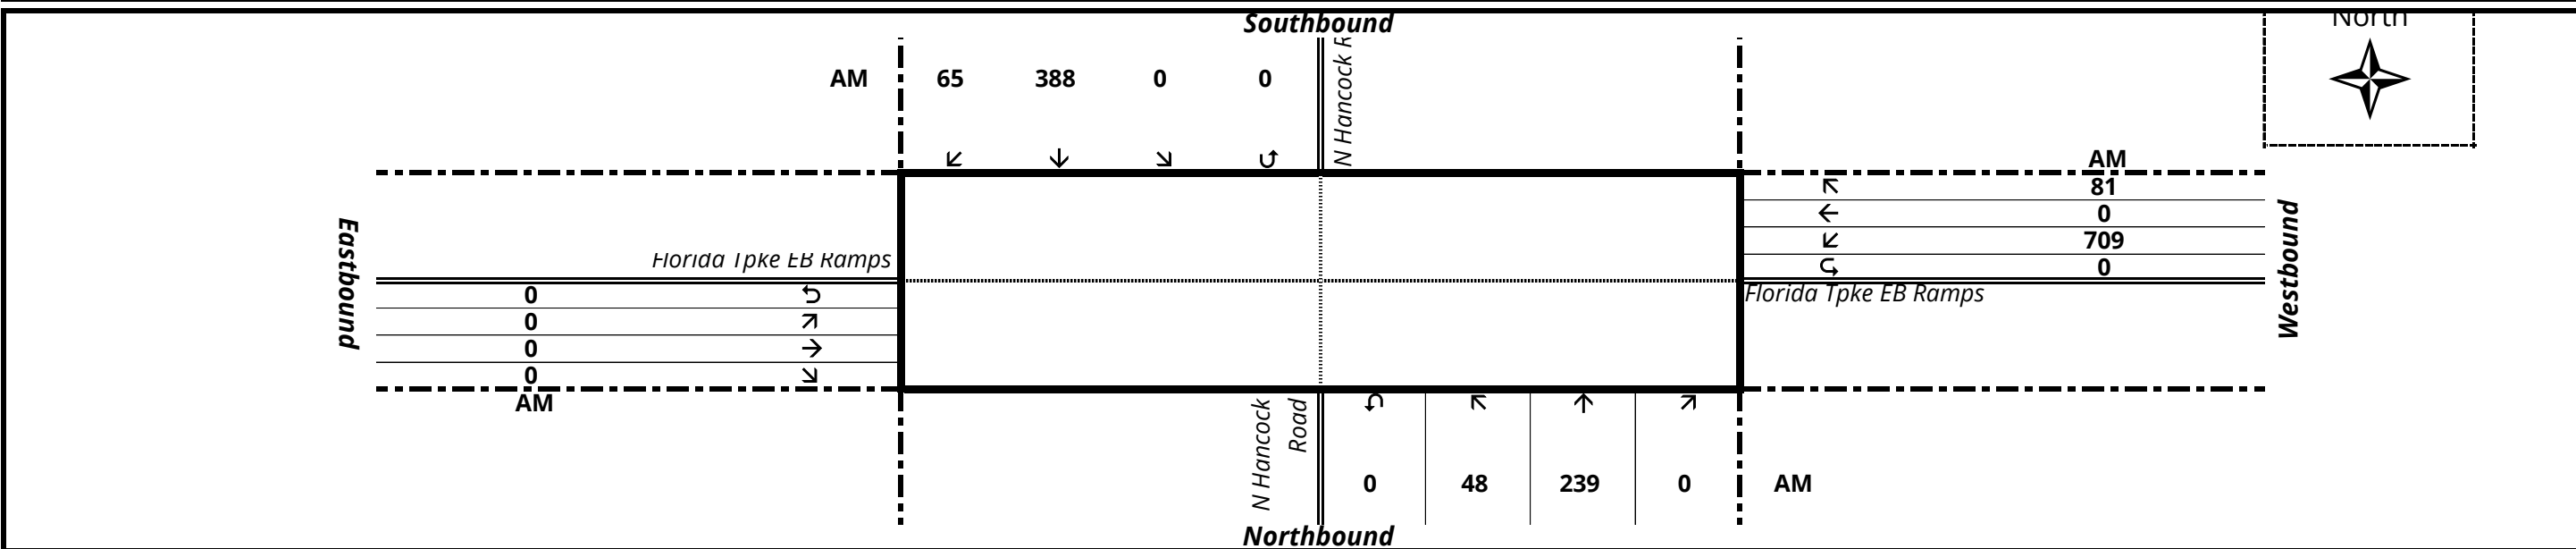 Southbound
North
N Hancock R
AM 65 388 0 0
AM
81
0
709
0
Eastbound
Westbound
Florida Tpke EB Ramps
Florida Tpke EB Ramps
0
0
0
0
AM
N Hancock
Road
0 48 239 0 AM
Northbound